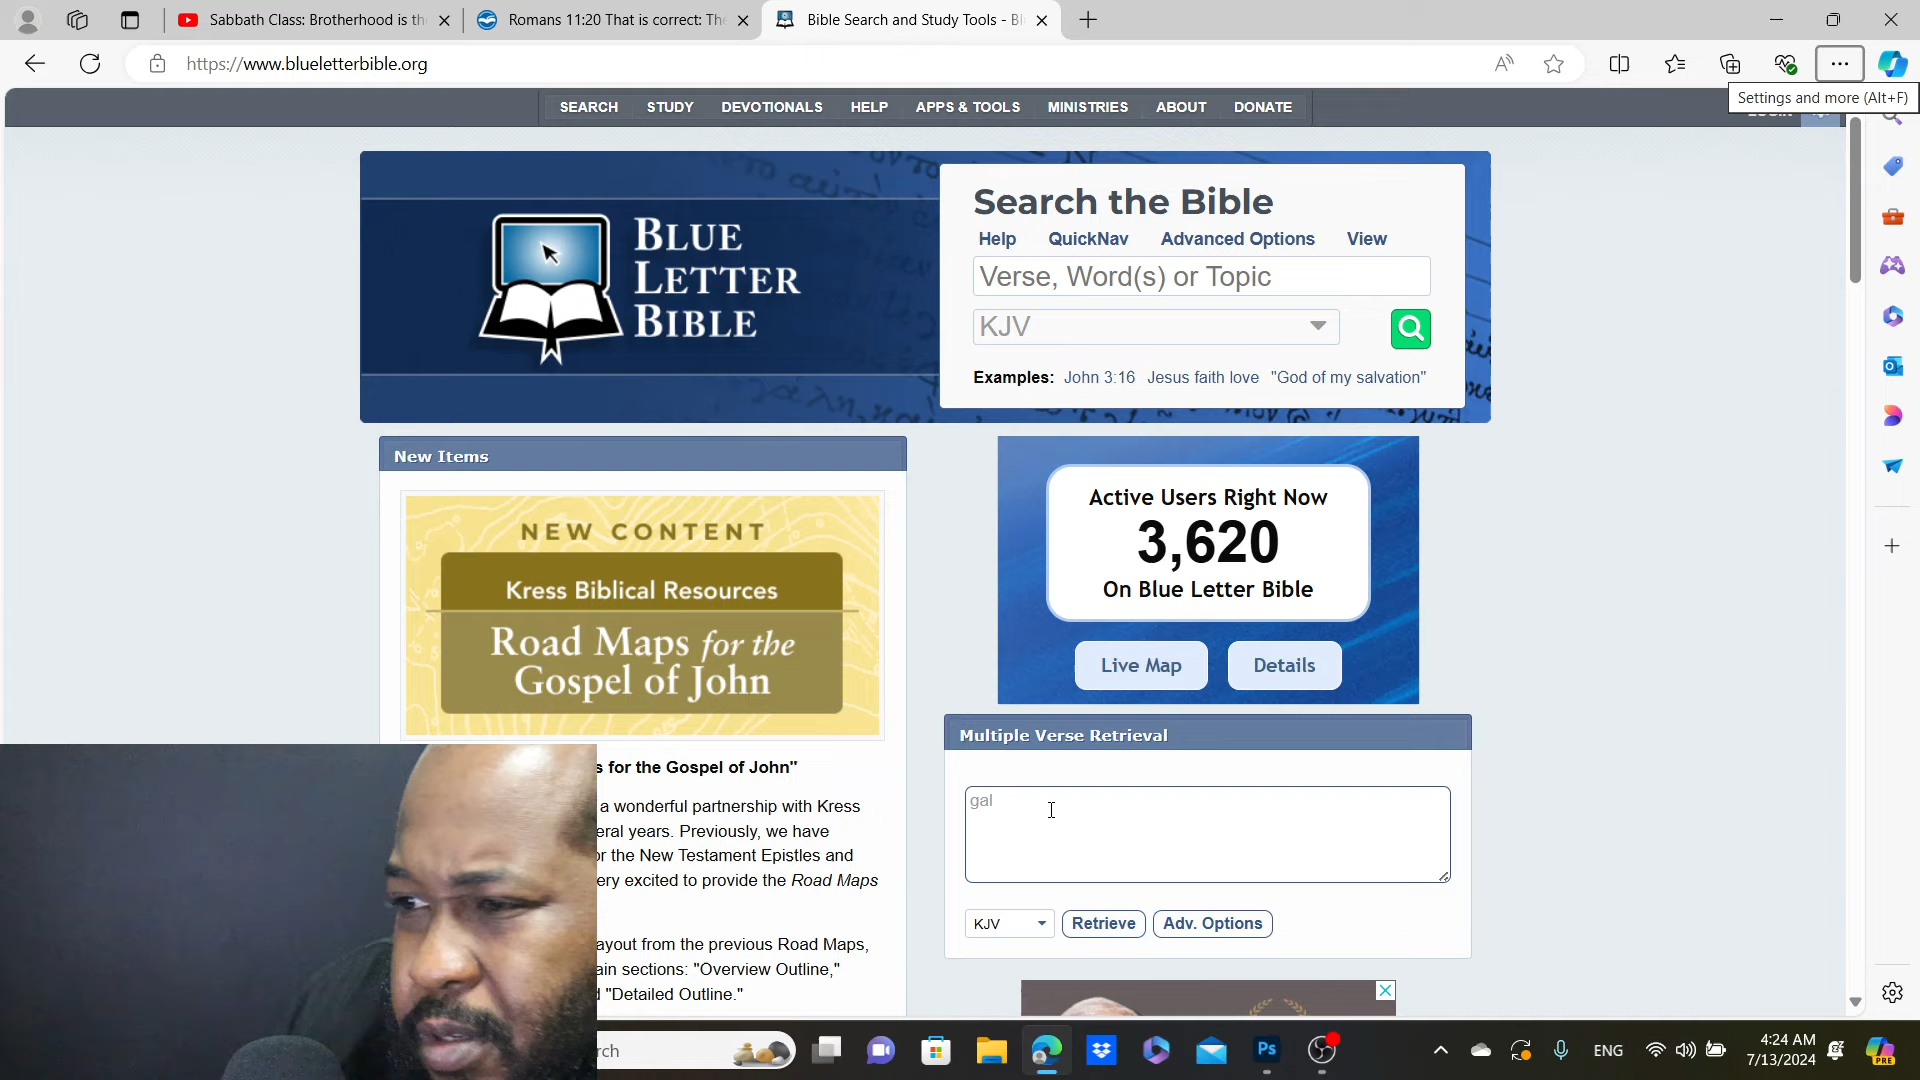 Sabbath Class: Brotherhood is the
Romans 11:20 That is correct: The
Bible Search and Study Tools - Bl
https://www.blueletterbible.org
Settings and more (Alt+F)
SEARCH STUDY DEVOTIONALS HELP APPS & TOOLS MINISTRIES ABOUT DONATE
BLUE
LETTER
BIBLE
Search the Bible
Help QuickNav Advanced Options View
Verse, Word(s) or Topic
KJV
Examples: John 3:16 Jesus faith love "God of my salvation"
New Items
NEW CONTENT
Kress Biblical Resources
Road Maps for the
Gospel of John
Active Users Right Now
3,620
On Blue Letter Bible
Live Map Details
s for the Gospel of John"
a wonderful partnership with Kress
eral years. Previously, we have
or the New Testament Epistles and
ery excited to provide the Road Maps
ayout from the previous Road Maps,
ain sections: "Overview Outline,"
d "Detailed Outline."
Multiple Verse Retrieval
gal
KJV Retrieve Adv. Options
rch
Ps
ENG
4:24 AM
7/13/2024
PRE